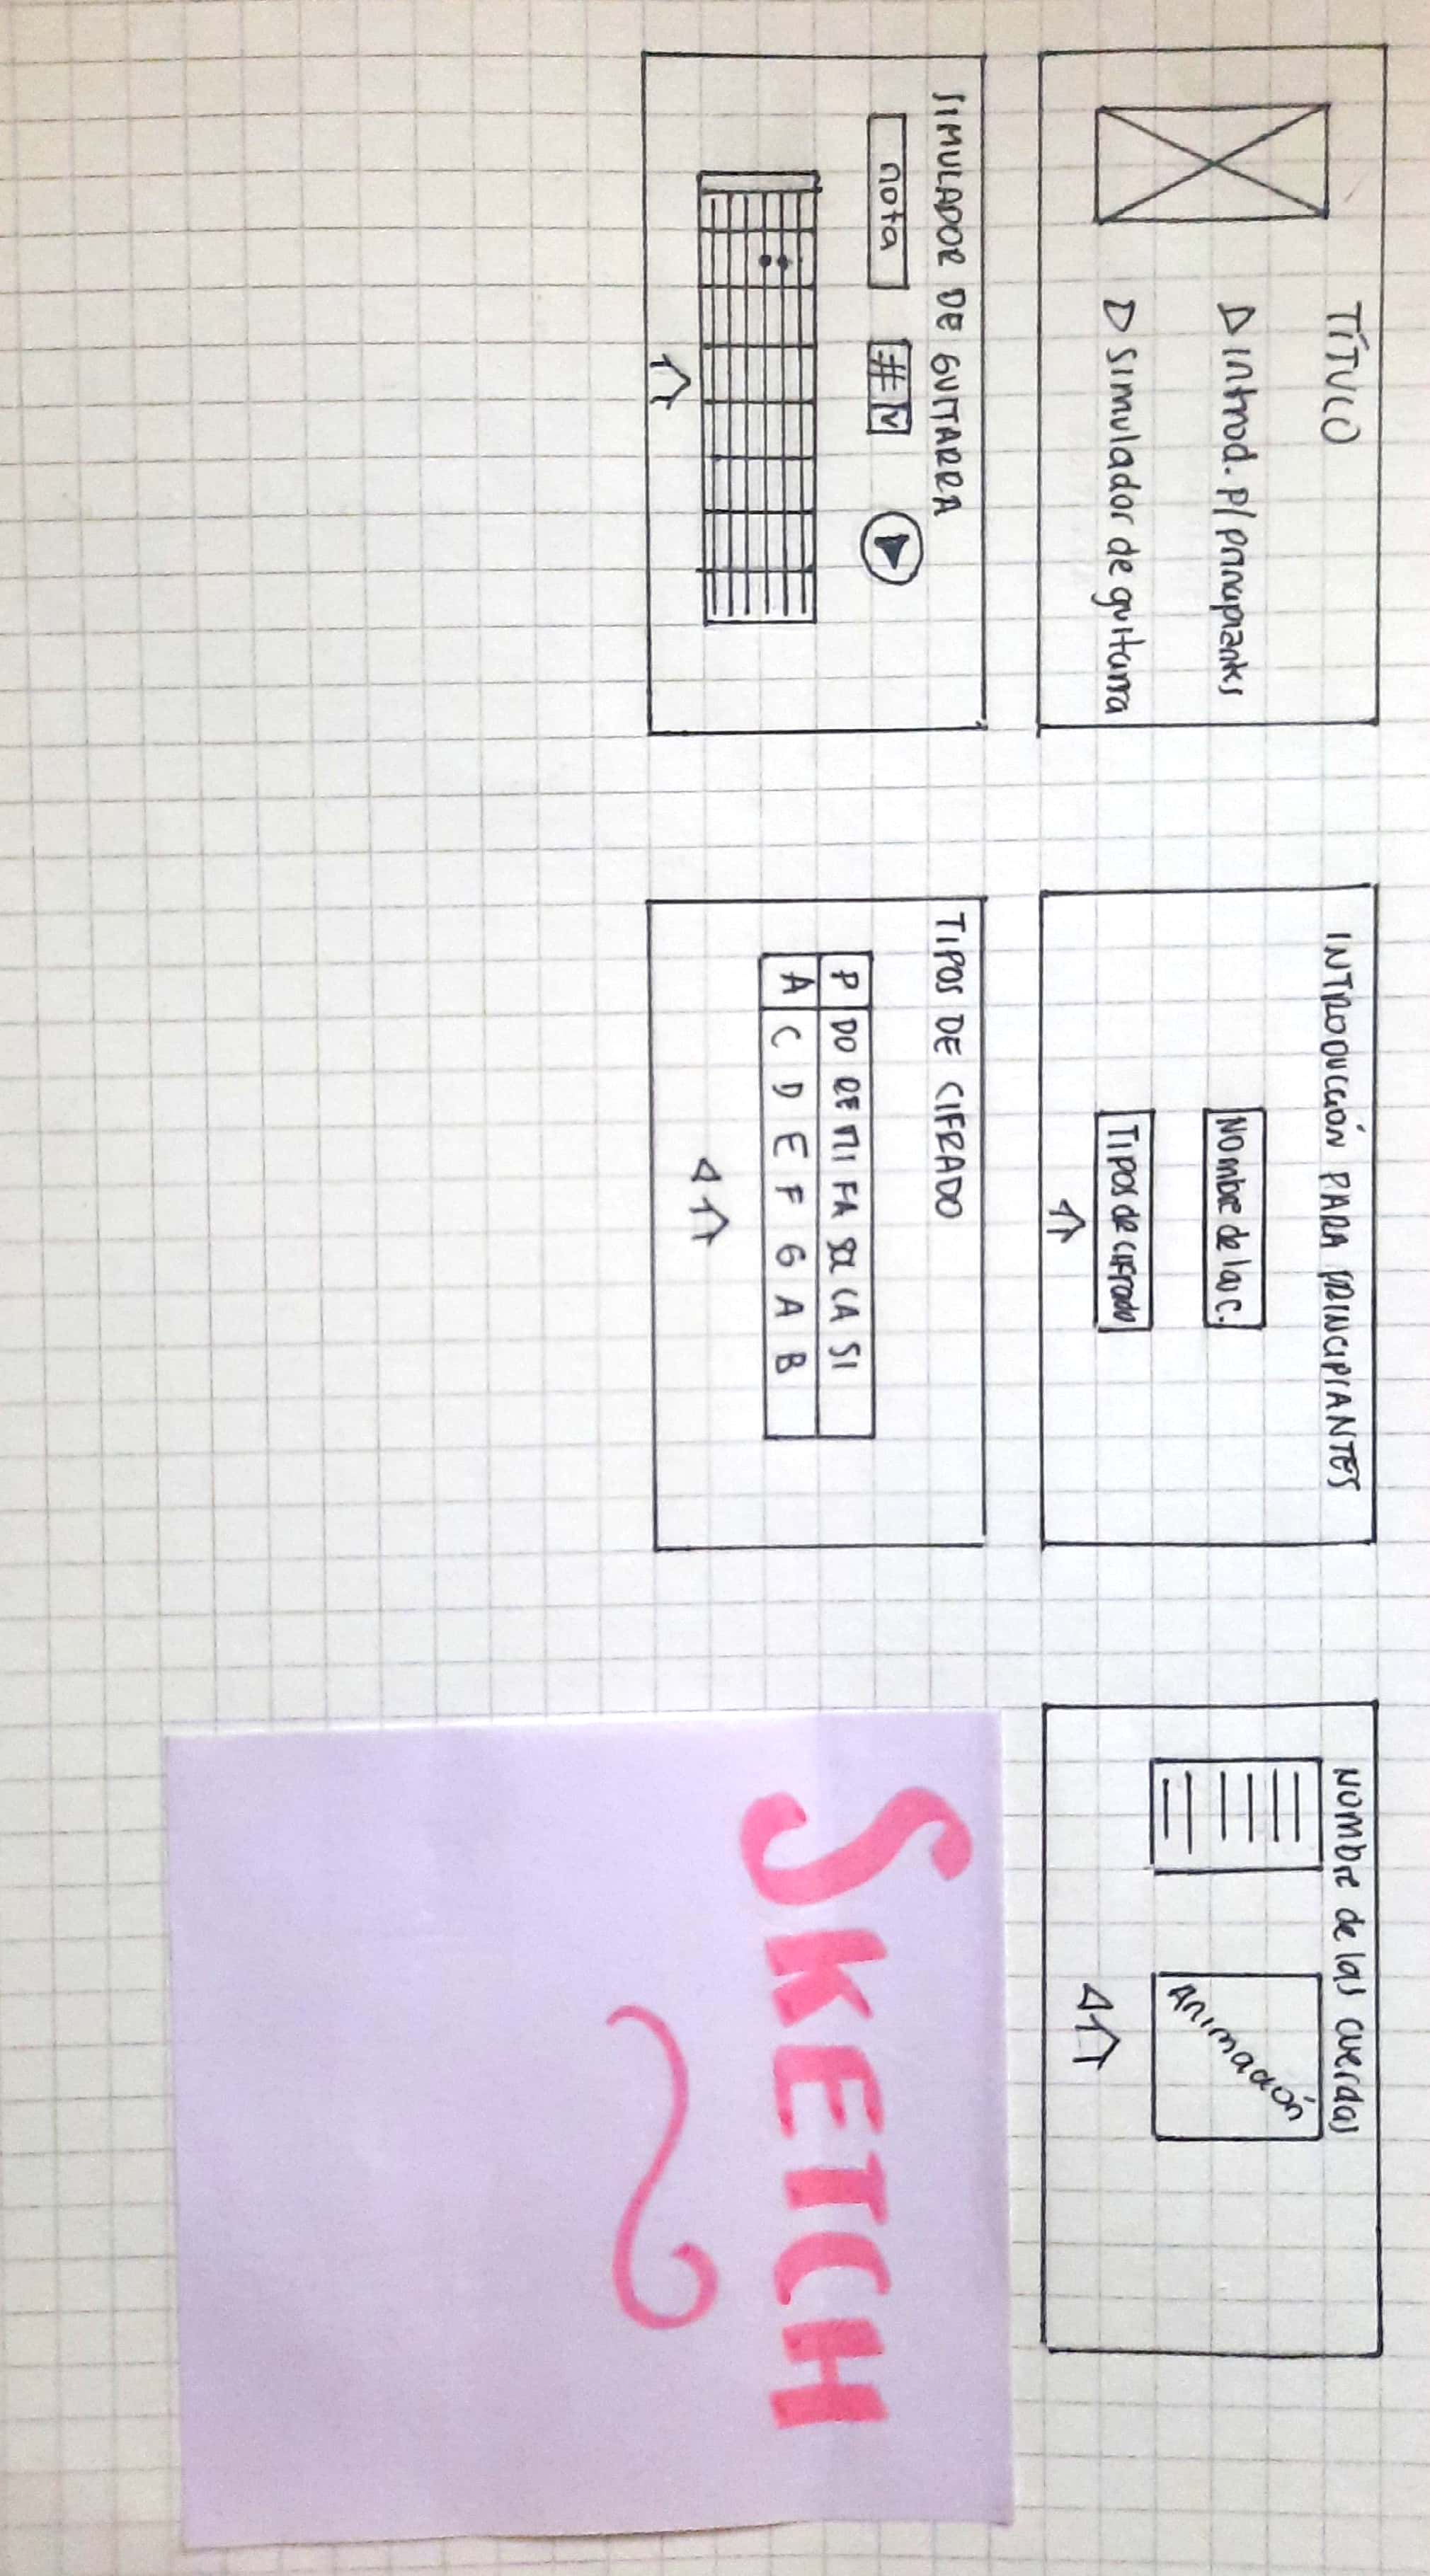 TÍTULO
Introd. p/ principiantes
Simulador de guitarra
INTRODUCCIÓN PARA PRINCIPIANTES
Nombre de las c.
Tipos de cifrado
Nombre de las cuerdas
Animación
SIMULADOR DE GUITARRA
nota
#
TIPOS DE CIFRADO
P DO RE MI FA SOL LA SI
A C D E F G A B
SKETCH